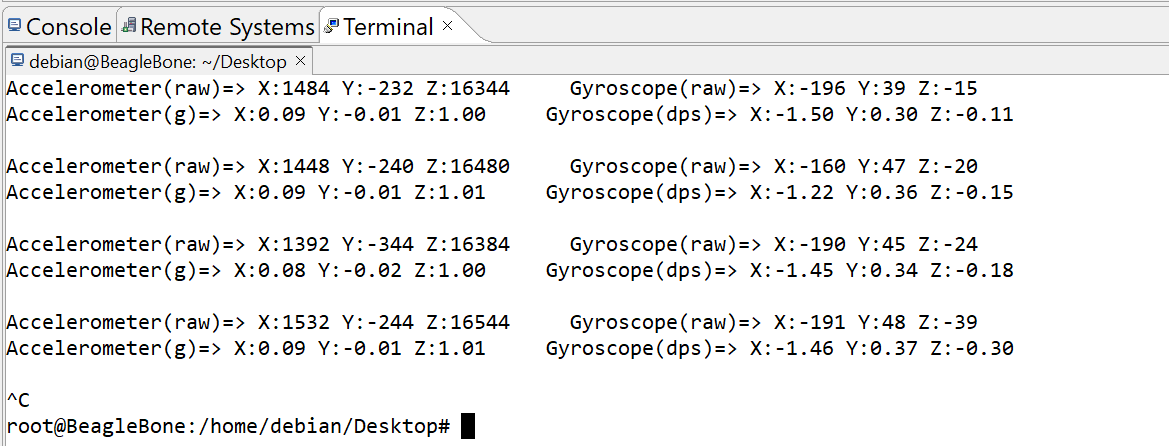 Console Remote Systems Terminal
debian@BeagleBone: ~/Desktop
Accelerometer(raw)=> X:1484 Y:-232 Z:16344     Gyroscope(raw)=> X:-196 Y:39 Z:-15
Accelerometer(g)=> X:0.09 Y:-0.01 Z:1.00     Gyroscope(dps)=> X:-1.50 Y:0.30 Z:-0.11
Accelerometer(raw)=> X:1448 Y:-240 Z:16480     Gyroscope(raw)=> X:-160 Y:47 Z:-20
Accelerometer(g)=> X:0.09 Y:-0.01 Z:1.01     Gyroscope(dps)=> X:-1.22 Y:0.36 Z:-0.15
Accelerometer(raw)=> X:1392 Y:-344 Z:16384     Gyroscope(raw)=> X:-190 Y:45 Z:-24
Accelerometer(g)=> X:0.08 Y:-0.02 Z:1.00     Gyroscope(dps)=> X:-1.45 Y:0.34 Z:-0.18
Accelerometer(raw)=> X:1532 Y:-244 Z:16544     Gyroscope(raw)=> X:-191 Y:48 Z:-39
Accelerometer(g)=> X:0.09 Y:-0.01 Z:1.01     Gyroscope(dps)=> X:-1.46 Y:0.37 Z:-0.30
^C
root@BeagleBone:/home/debian/Desktop#